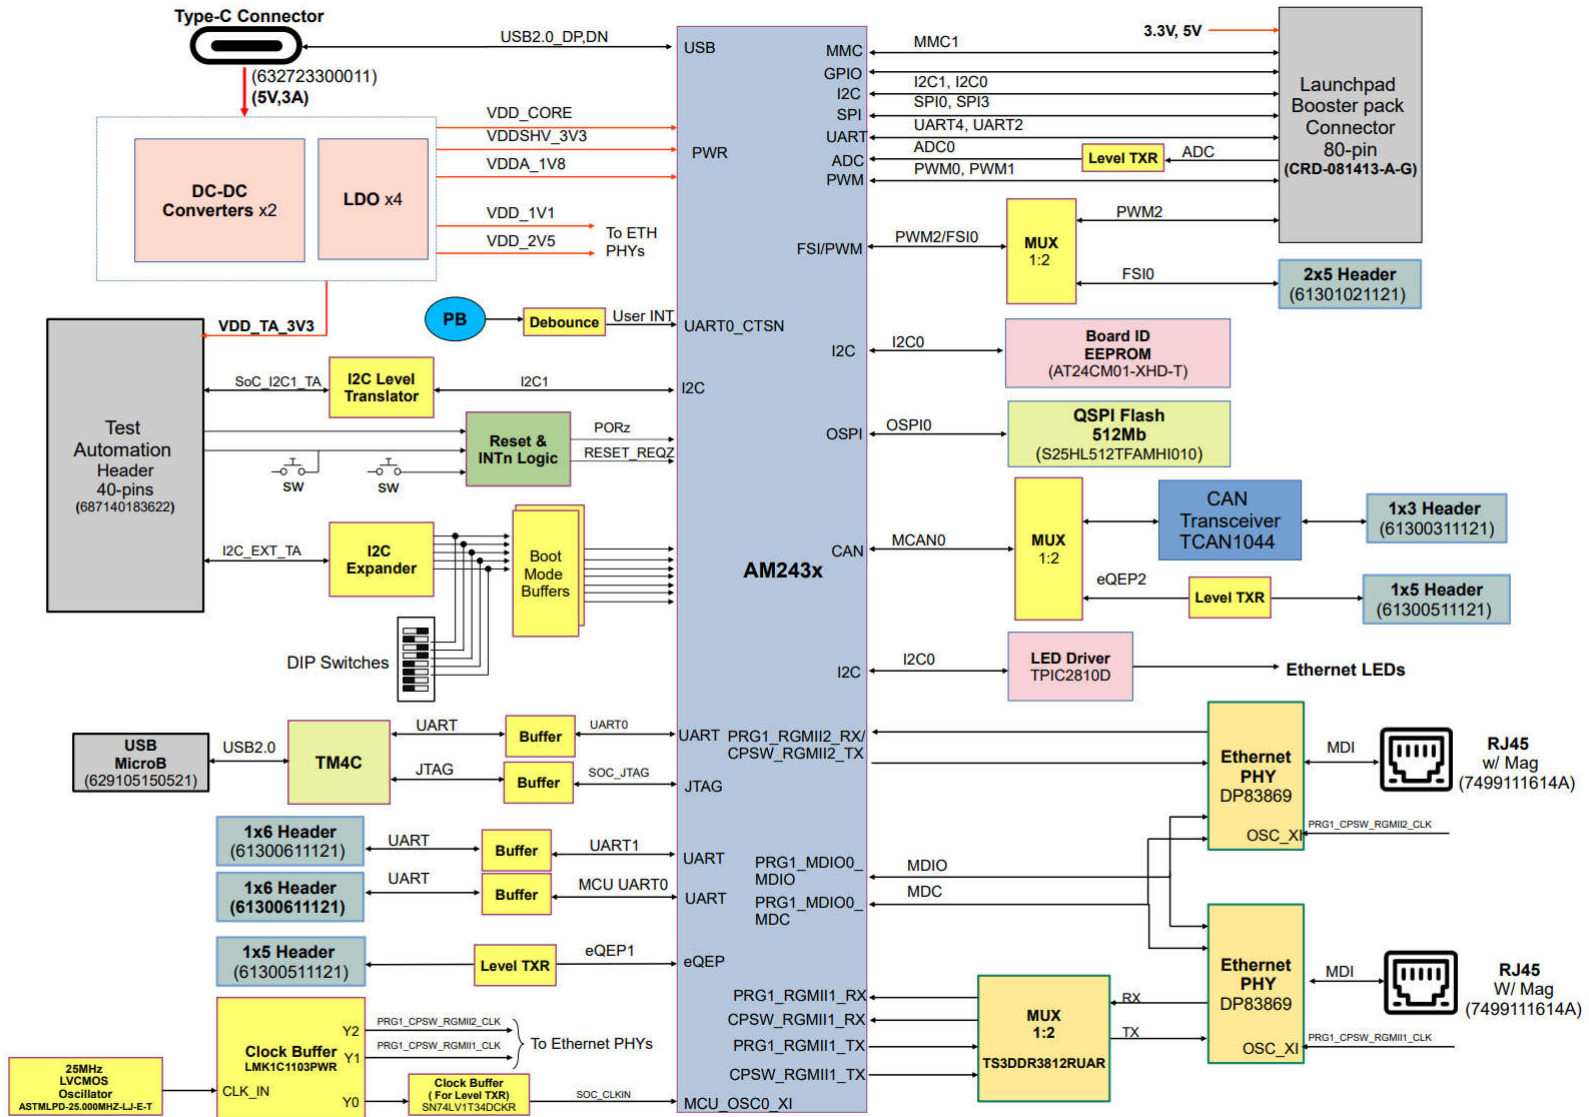 Type-C Connector
USB2.0_DP,DN
(632723300011)
(5V,3A)
DC-DC
Converters x2
LDO x4
VDD_CORE
VDDSHV_3V3
VDDA_1V8
VDD_1V1
VDD_2V5
To ETH
PHYs
VDD_TA_3V3
PB
Debounce
User INT
Test
Automation
Header
40-pins
(687140183622)
SoC_I2C1_TA
I2C Level
Translator
I2C1
Reset &
INTn Logic
PORz
RESET_REQZ
SW
SW
I2C_EXT_TA
I2C
Expander
Boot
Mode
Buffers
DIP Switches
USB
MicroB
(629105150521)
USB2.0
TM4C
UART
Buffer
UART0
JTAG
Buffer
SOC_JTAG
1x6 Header
(61300611121)
UART
Buffer
UART1
1x6 Header
(61300611121)
UART
Buffer
MCU UART0
1x5 Header
(61300511121)
Level TXR
eQEP1
25MHz
LVCMOS
Oscillator
ASTMLPD-25.000MHZ-LJ-E-T
CLK_IN
Clock Buffer
LMK1C1103PWR
Y2
Y1
Y0
PRG1_CPSW_RGMII2_CLK
PRG1_CPSW_RGMII1_CLK
To Ethernet PHYs
Clock Buffer
( For Level TXR)
SN74LV1T34DCKR
SOC_CLKIN
USB
PWR
UART0_CTSN
I2C
AM243x
UART
JTAG
UART
UART
eQEP
MCU_OSC0_XI
MMC
GPIO
I2C
SPI
UART
ADC
PWM
FSI/PWM
I2C
OSPI
CAN
I2C
PRG1_RGMII2_RX/
CPSW_RGMII2_TX
PRG1_MDIO0_
MDIO
PRG1_MDIO0_
MDC
PRG1_RGMII1_RX
CPSW_RGMII1_RX
PRG1_RGMII1_TX
CPSW_RGMII1_TX
3.3V, 5V
MMC1
I2C1, I2C0
SPI0, SPI3
UART4, UART2
ADC0
Level TXR
ADC
PWM0, PWM1
Launchpad
Booster pack
Connector
80-pin
(CRD-081413-A-G)
PWM2/FSI0
MUX
1:2
PWM2
FSI0
2x5 Header
(61301021121)
I2C0
Board ID
EEPROM
(AT24CM01-XHD-T)
OSPI0
QSPI Flash
512Mb
(S25HL512TFAMHI010)
MCAN0
MUX
1:2
CAN
Transceiver
TCAN1044
1x3 Header
(61300311121)
eQEP2
Level TXR
1x5 Header
(61300511121)
I2C0
LED Driver
TPIC2810D
Ethernet LEDs
Ethernet
PHY
DP83869
OSC_XI
MDI
RJ45
w/ Mag
(7499111614A)
PRG1_CPSW_RGMII2_CLK
MDIO
MDC
Ethernet
PHY
DP83869
OSC_XI
MDI
RJ45
W/ Mag
(7499111614A)
PRG1_CPSW_RGMII1_CLK
MUX
1:2
TS3DDR3812RUAR
RX
TX